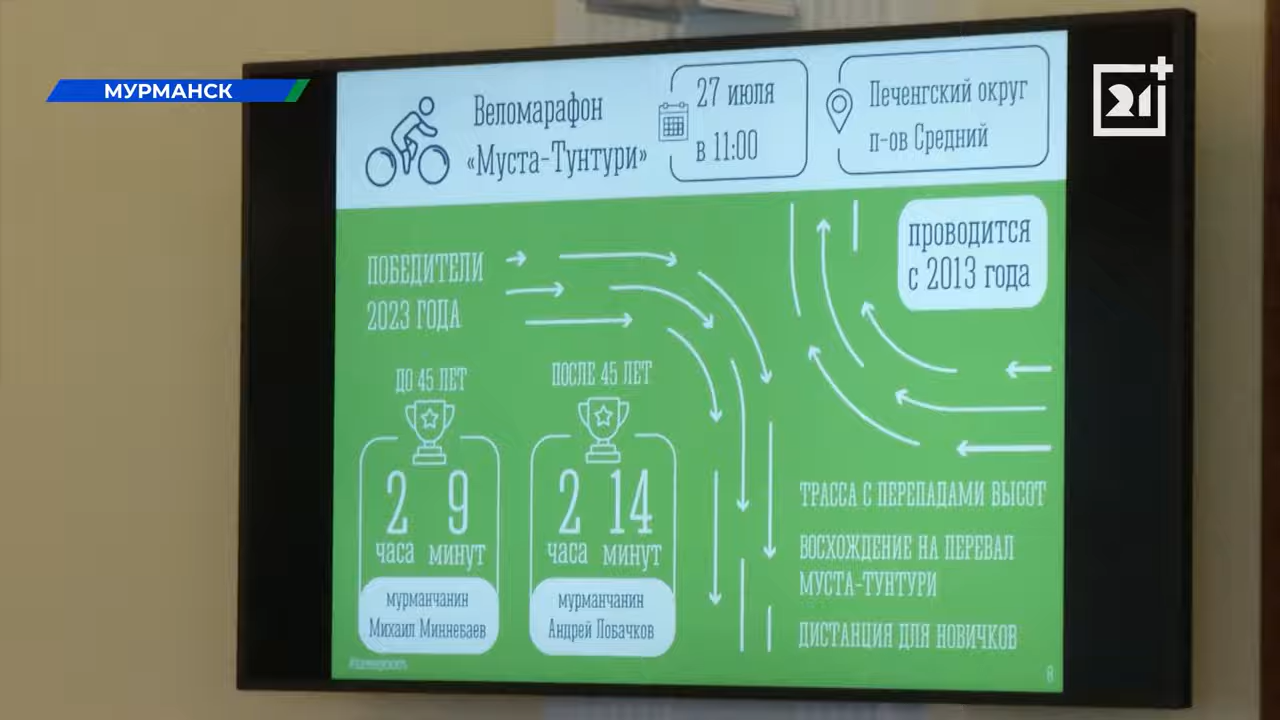 МУРМАНСК
21+
Веломарафон
«Муста-Тунтури»
27 июля
в 11:00
Печенгский округ
п-ов Средний
проводится
с 2013 года
ПОБЕДИТЕЛИ
2023 ГОДА
ДО 45 ЛЕТ
2 9
часа минут
мурманчанин
Михаил Миннебаев
ПОСЛЕ 45 ЛЕТ
2 14
часа минут
мурманчанин
Андрей Лобачков
ТРАССА С ПЕРЕПАДАМИ ВЫСОТ
ВОСХОЖДЕНИЕ НА ПЕРЕВАЛ
МУСТА-ТУНТУРИ
ДИСТАНЦИЯ ДЛЯ НОВИЧКОВ
8